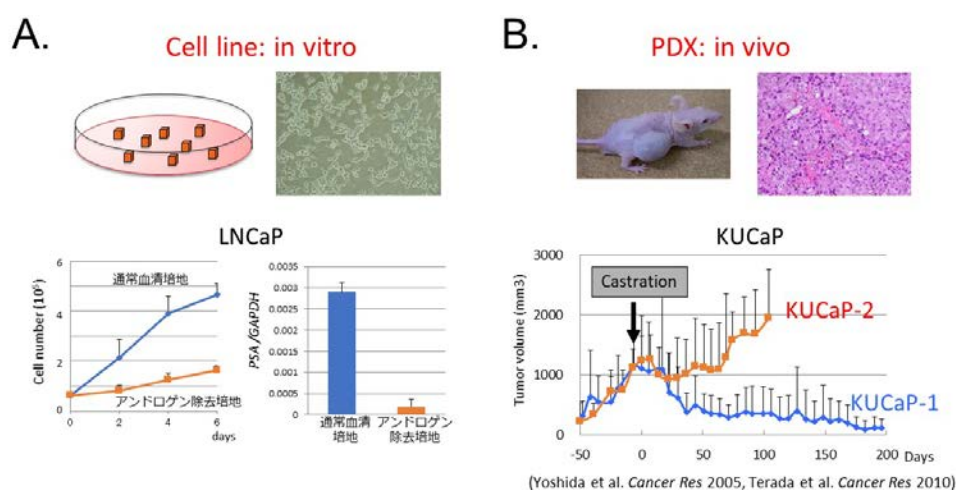 A.
Cell line: in vitro
LNCaP
Cell number (10⁵)
6
4
2
0
通常血清培地
アンドロゲン除去培地
0
2
4
6
days
PSA/GAPDH
0.0035
0.003
0.0025
0.002
0.0015
0.001
0.0005
0
通常血清
培地
アンドロゲン
除去培地
B.
PDX: in vivo
KUCaP
Tumor volume (mm3)
3000
2000
1000
0
Castration
KUCaP-2
KUCaP-1
-50
0
50
100
150
200
Days
(Yoshida et al. Cancer Res 2005, Terada et al. Cancer Res 2010)